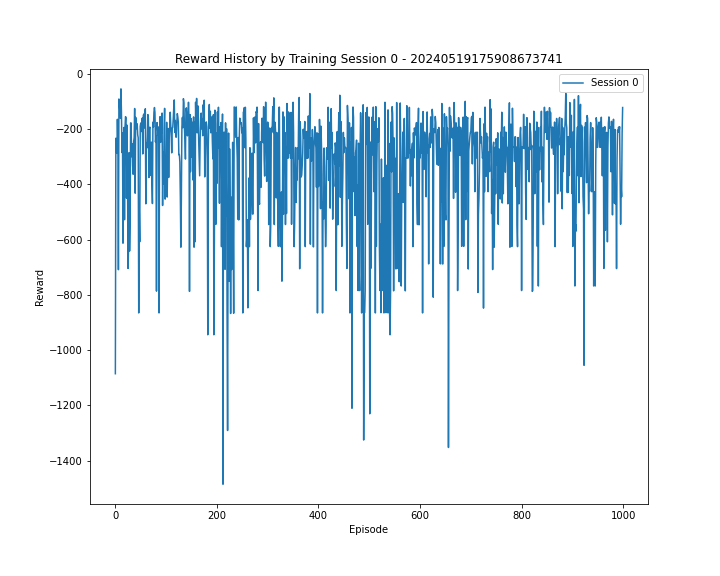 Reward History by Training Session 0 - 20240519175908673741
Session 0
0
−200
−400
−600
−800
−1000
−1200
−1400
Reward
0 200 400 600 800 1000
Episode